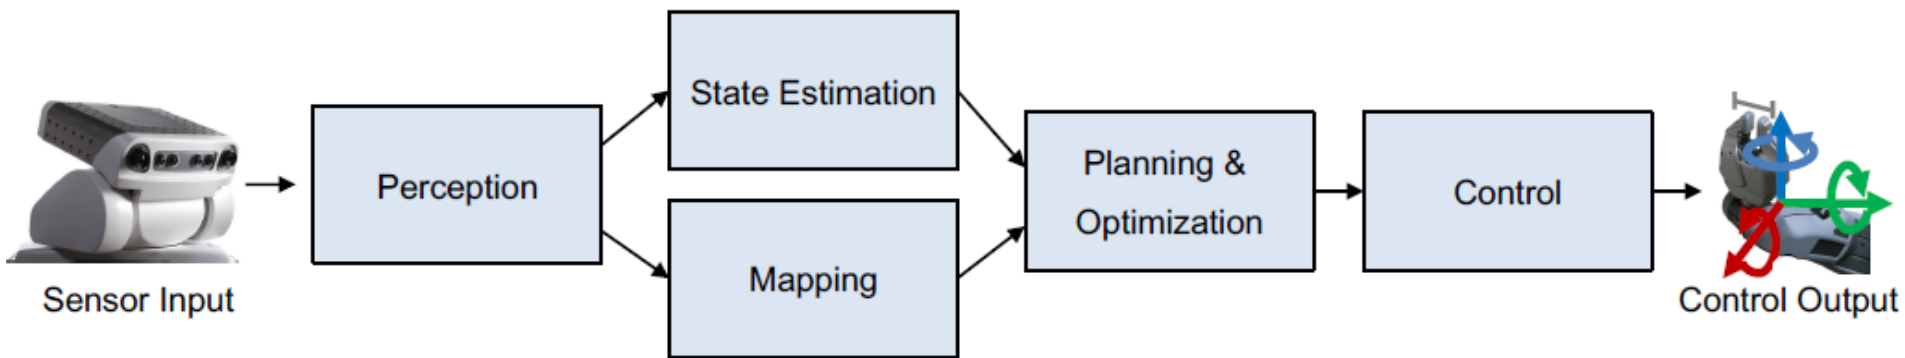 Sensor Input
Perception
State Estimation
Mapping
Planning &
Optimization
Control
Control Output